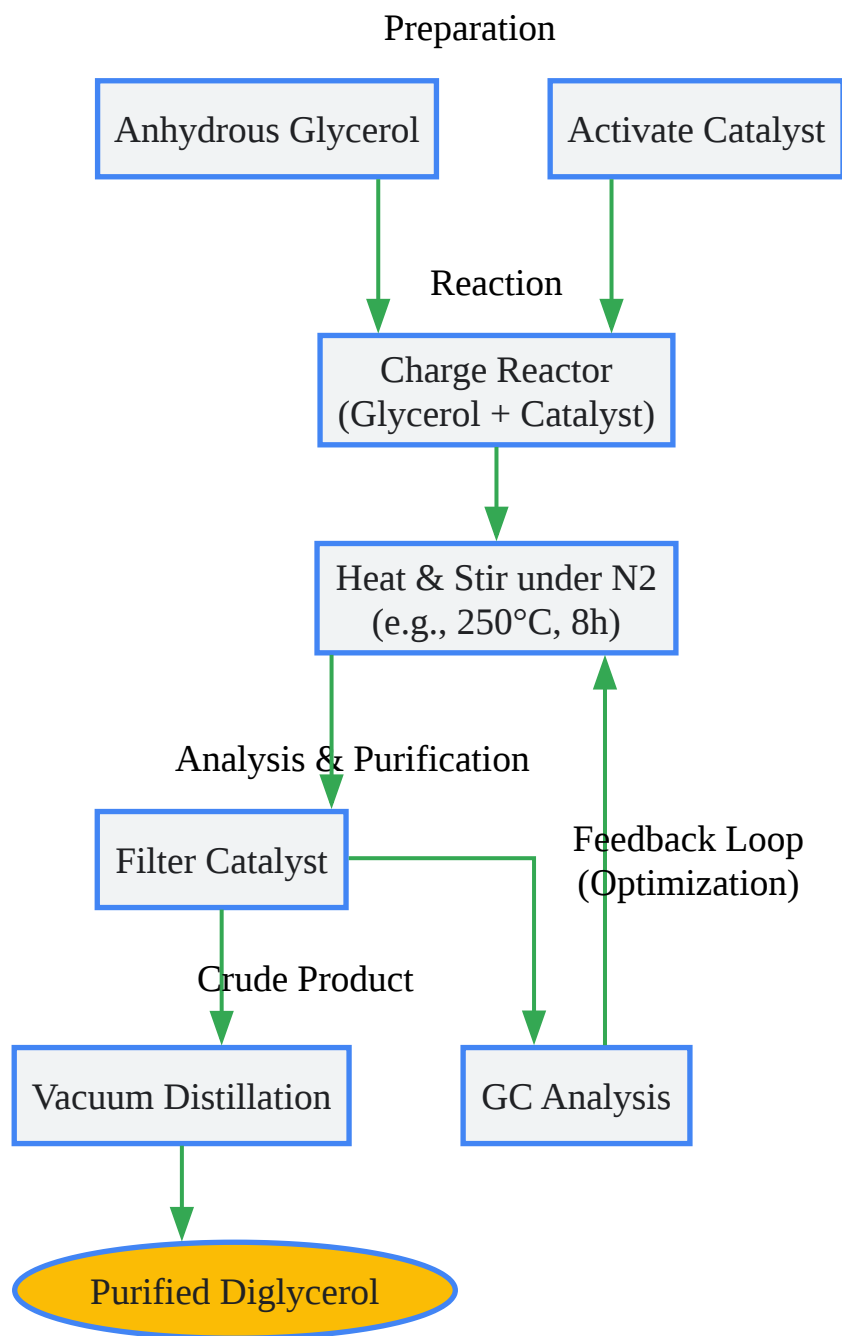 Preparation
Anhydrous Glycerol
Activate Catalyst
Reaction
Charge Reactor
(Glycerol + Catalyst)
Heat & Stir under N2
(e.g., 250°C, 8h)
Analysis & Purification
Filter Catalyst
Feedback Loop
(Optimization)
Crude Product
Vacuum Distillation
GC Analysis
Purified Diglycerol